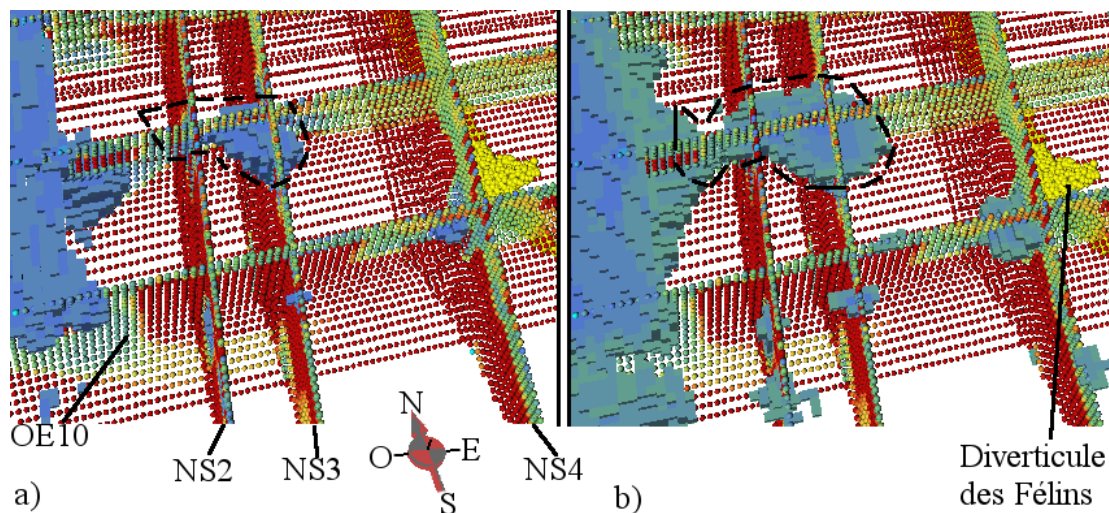 OE10
NS2
NS3
N
O
E
S
NS4
Diverticule
des Félins
a)
b)